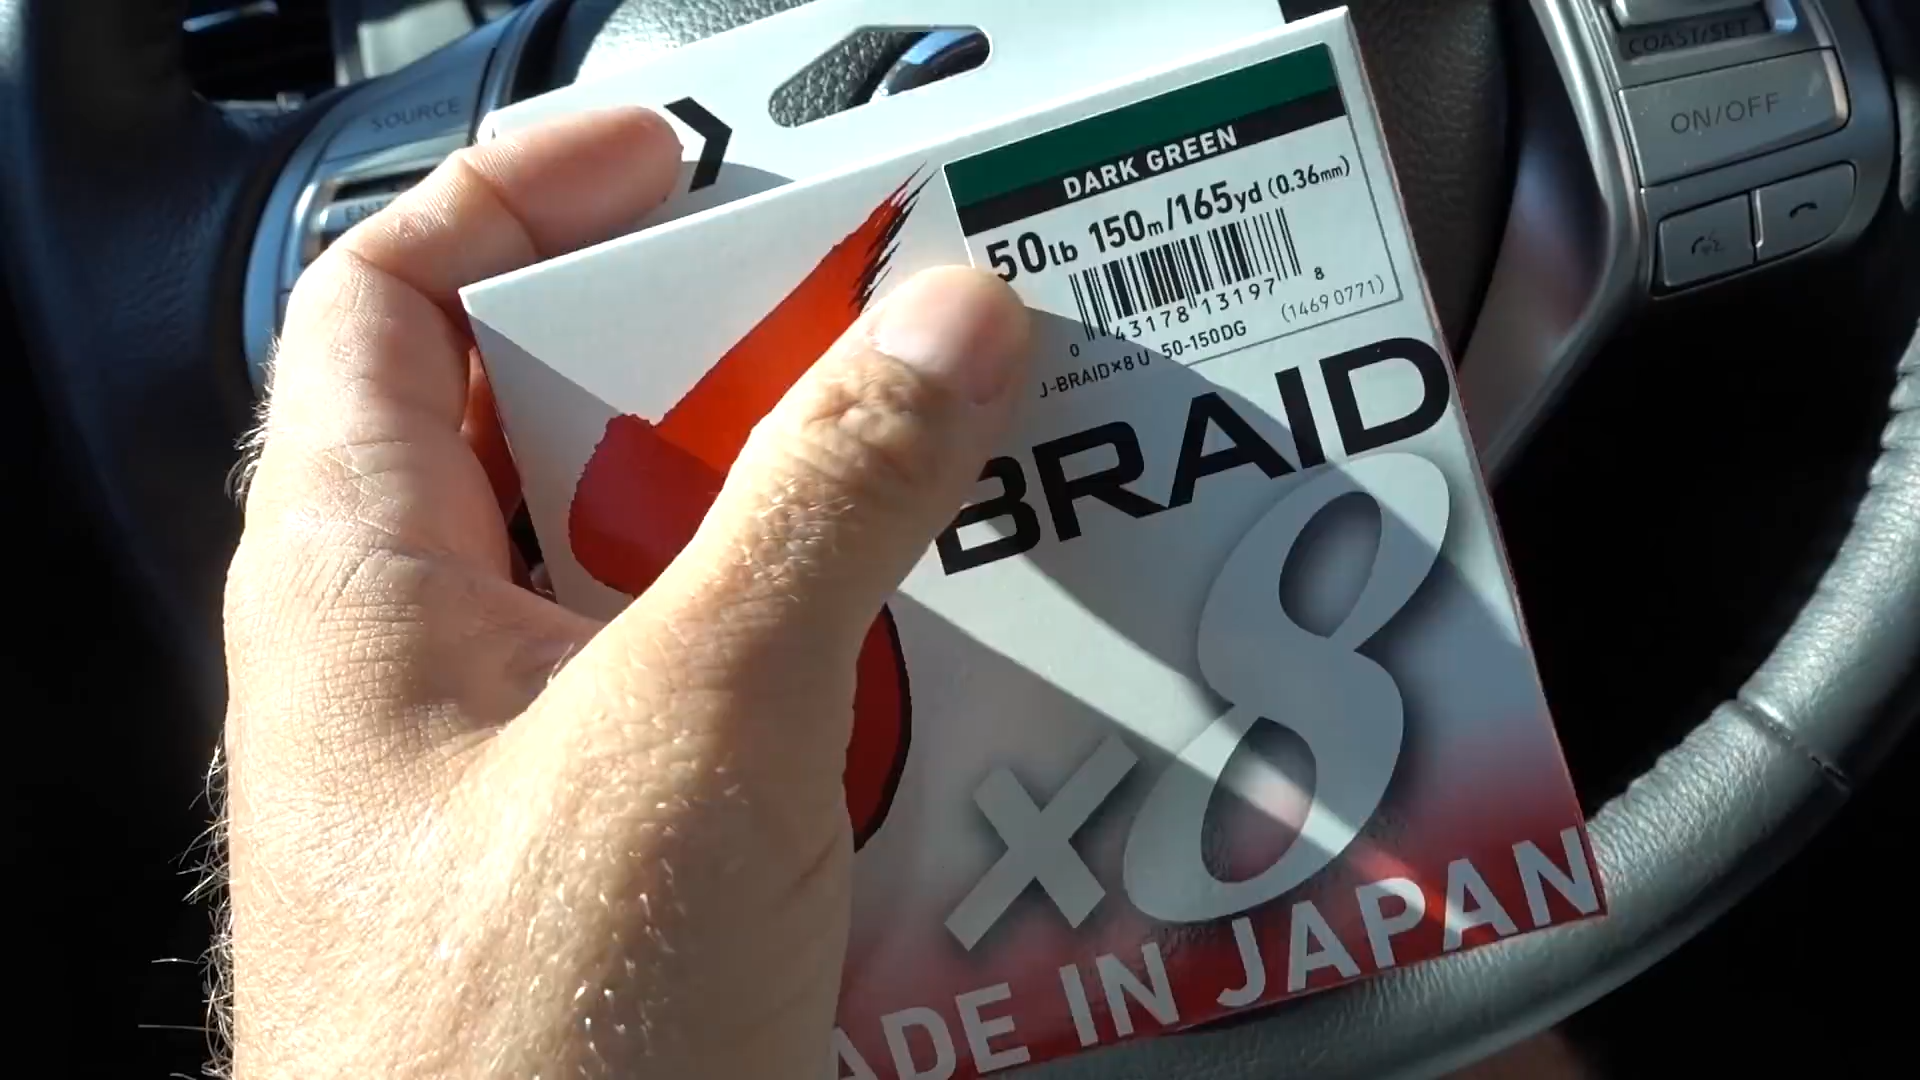 COAST/SET
SOURCE
ON/OFF
DARK GREEN
50lb 150m/165yd (0.36mm)
0 43178 13197 8
J-BRAID×8 U 50-150DG (1469 0771)
BRAID
×8
ADE IN JAPAN